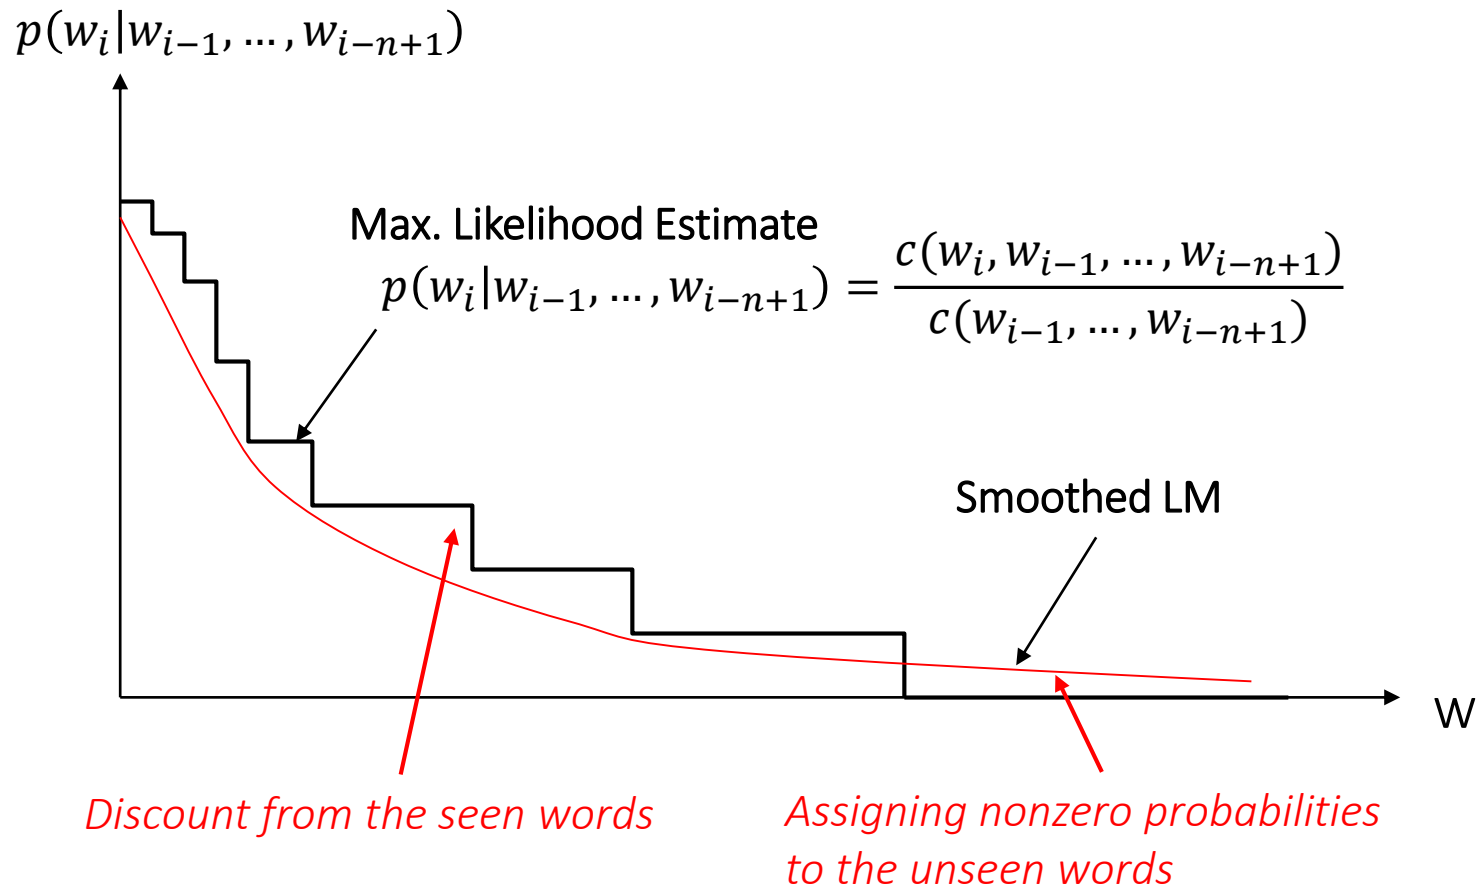 p(w_i|w_{i−1}, … , w_{i−n+1})
Max. Likelihood Estimate
p(w_i|w_{i−1}, … , w_{i−n+1}) = \frac{c(w_i, w_{i−1}, … , w_{i−n+1})}{c(w_{i−1}, … , w_{i−n+1})}
Smoothed LM
w
Discount from the seen words
Assigning nonzero probabilities
to the unseen words